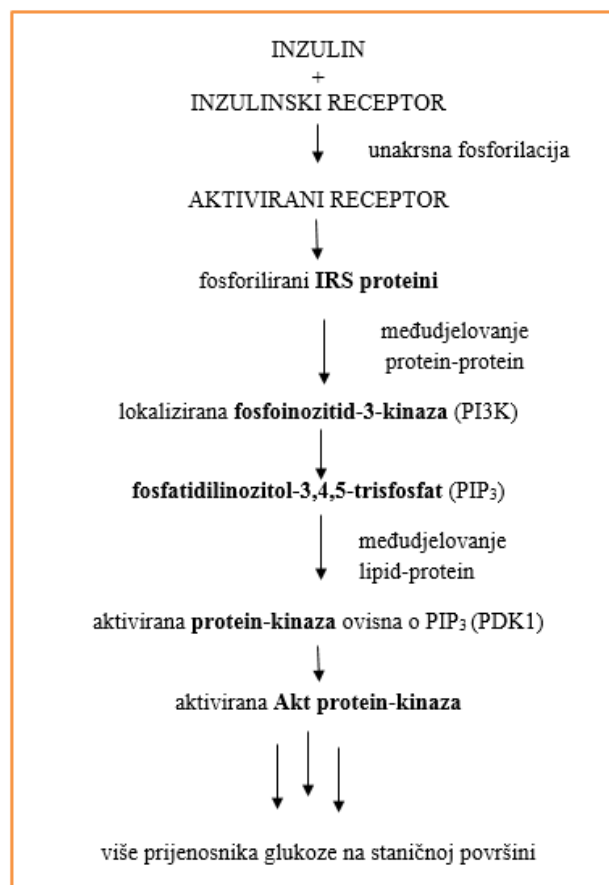 INZULIN
+
INZULINSKI RECEPTOR
unakrsna fosforilacija
AKTIVIRANI RECEPTOR
fosforilirani IRS proteini
međudjelovanje
protein-protein
lokalizirana fosfoinozitid-3-kinaza (PI3K)
fosfatidilinozitol-3,4,5-trisfosfat (PIP₃)
međudjelovanje
lipid-protein
aktivirana protein-kinaza ovisna o PIP₃ (PDK1)
aktivirana Akt protein-kinaza
više prijenosnika glukoze na staničnoj površini